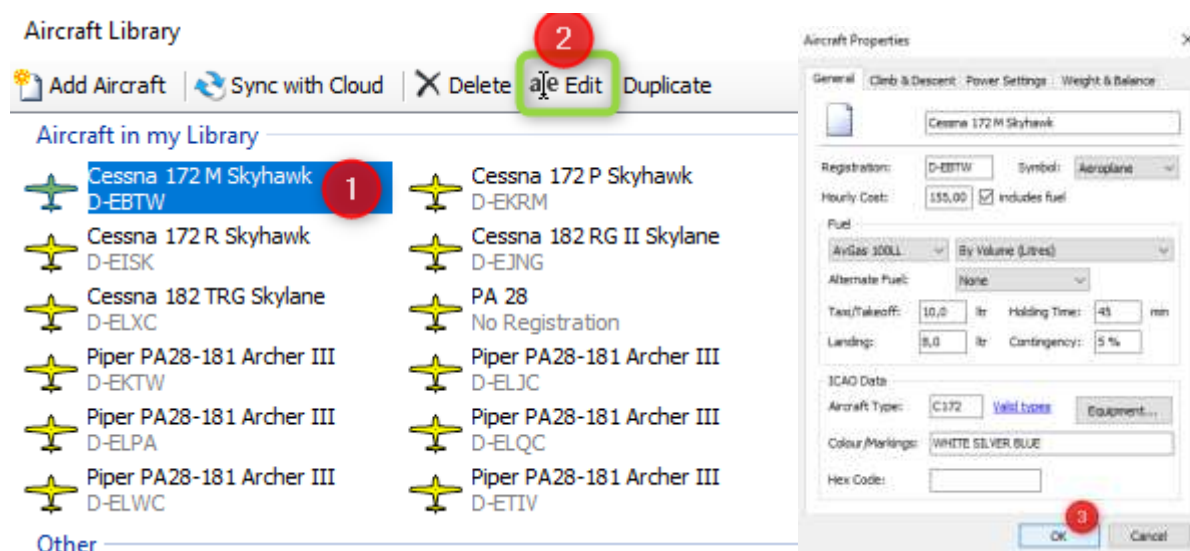 Aircraft Library
2
Add Aircraft Sync with Cloud Delete Edit Duplicate
Aircraft in my Library
Cessna 172 M Skyhawk
D-EBTW
1
Cessna 172 P Skyhawk
D-EKRM
Cessna 172 R Skyhawk
D-EISK
Cessna 182 RG II Skylane
D-EJNG
Cessna 182 TRG Skylane
D-ELXC
PA 28
No Registration
Piper PA28-181 Archer III
D-EKTW
Piper PA28-181 Archer III
D-ELJC
Piper PA28-181 Archer III
D-ELPA
Piper PA28-181 Archer III
D-ELQC
Piper PA28-181 Archer III
D-ELWC
Piper PA28-181 Archer III
D-ETIV
Other
Aircraft Properties
General Climb & Descent Power Settings Weight & Balance
Cessna 172 M Skyhawk
Registration: D-EBTW Symbol: Aeroplane
Hourly Cost: 155,00 includes fuel
Fuel
AvGas 100LL By Volume (Litres)
Alternate Fuel: None
Taxi/Takeoff: 10,0 ltr Holding Time: 45 min
Landing: 8,0 ltr Contingency: 5 %
ICAO Data
Aircraft Type: C172 Valid types Equipment...
Colour/Markings: WHITE SILVER BLUE
Hex Code:
3
OK Cancel